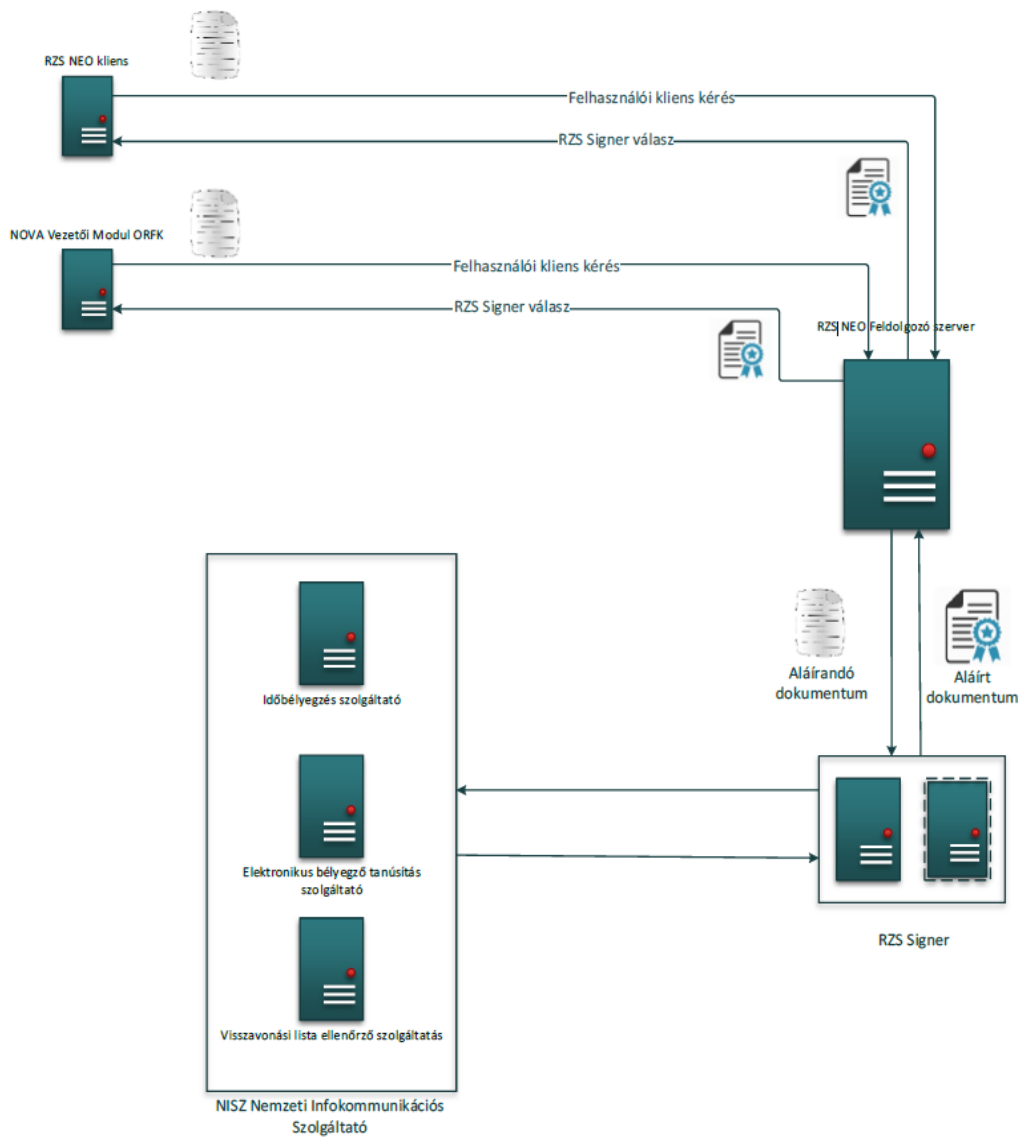 RZS NEO kliens
Felhasználói kliens kérés
RZS Signer válasz
NOVA Vezetői Modul ORFK
Felhasználói kliens kérés
RZS Signer válasz
RZS NEO Feldolgozó szerver
Aláírandó
dokumentum
Aláírt
dokumentum
Időbélyegzés szolgáltató
Elektronikus bélyegző tanúsítás
szolgáltató
Visszavonási lista ellenőrző szolgáltatás
RZS Signer
NISZ Nemzeti Infokommunikációs
Szolgáltató